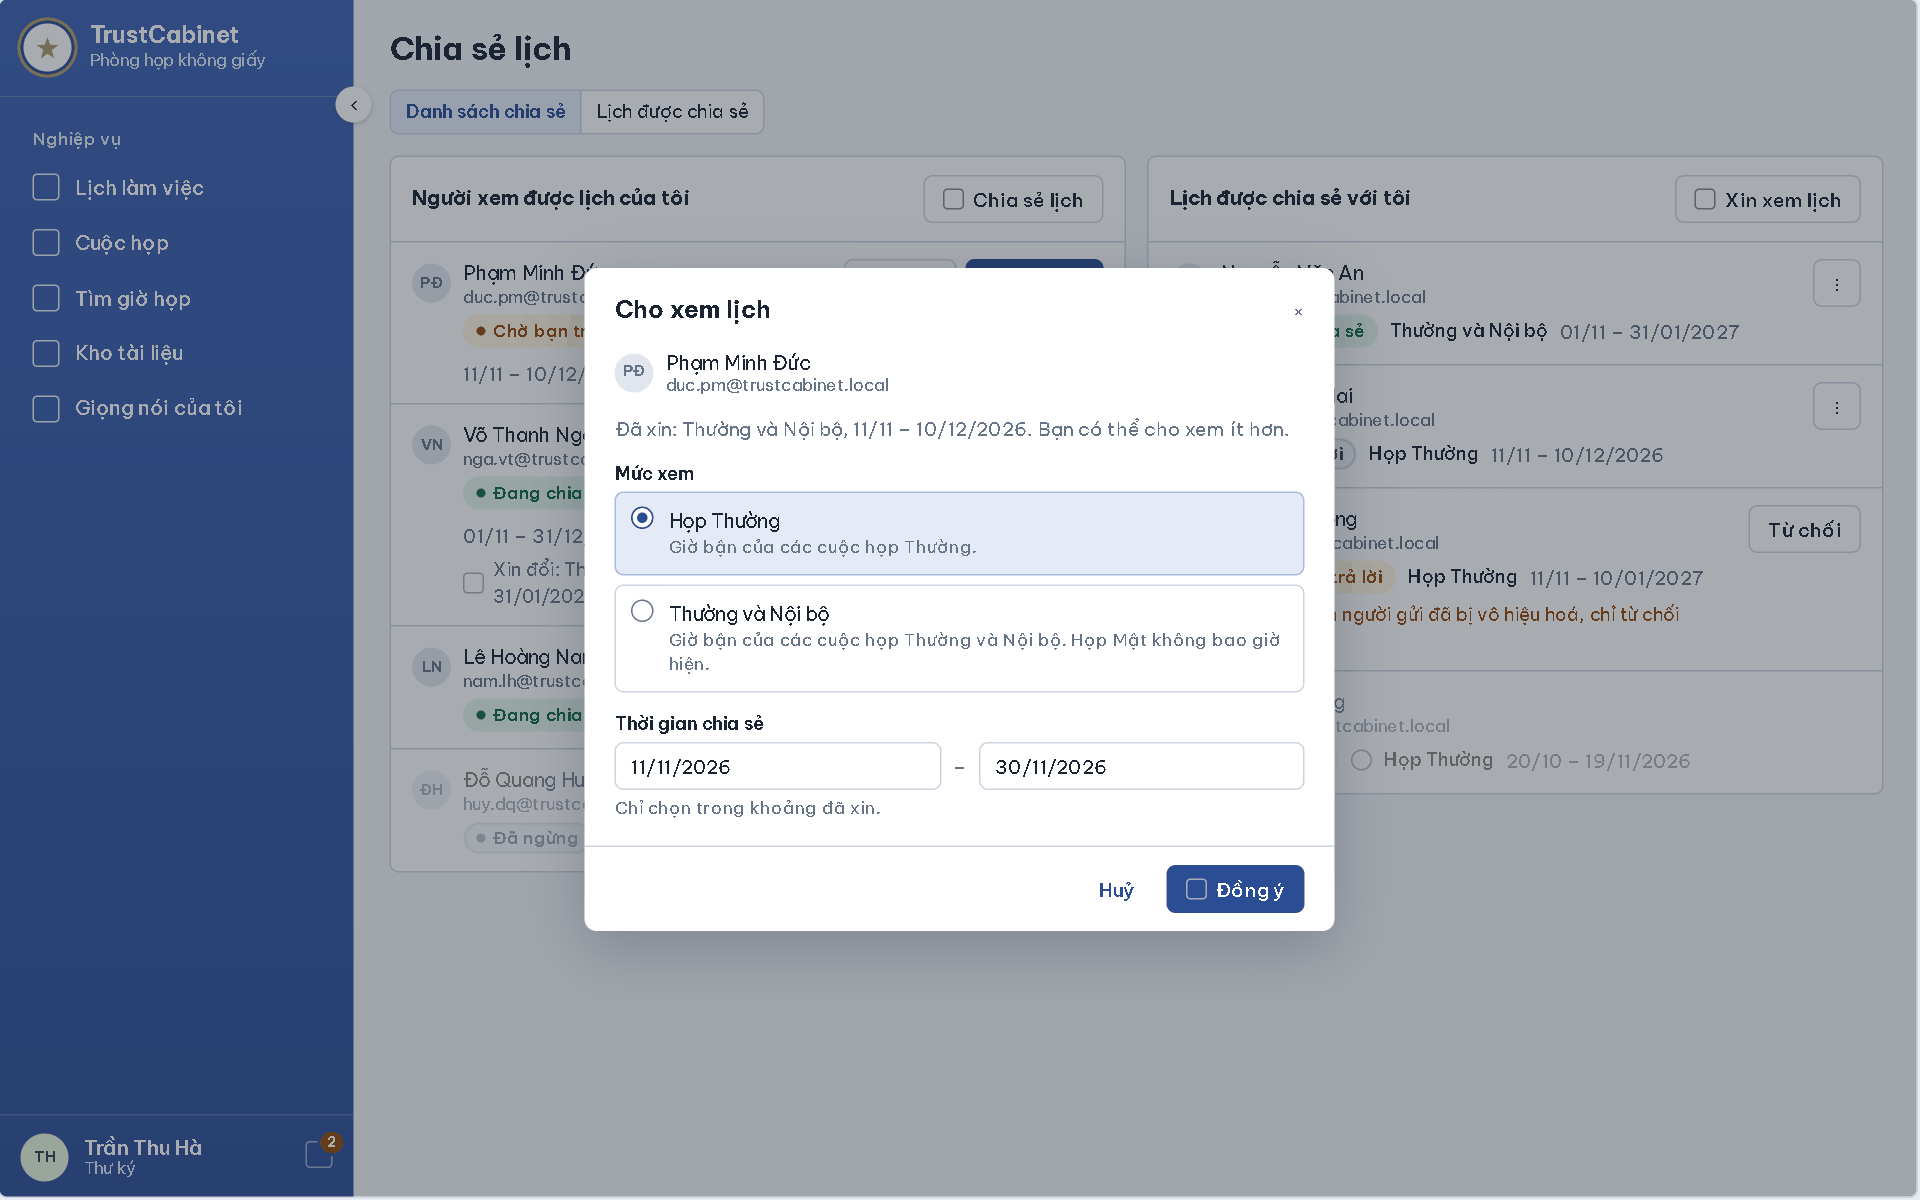 TrustCabinet
Phòng họp không giấy
Nghiệp vụ
Lịch làm việc
Cuộc họp
Tìm giờ họp
Kho tài liệu
Giọng nói của tôi
TH
Trần Thu Hà
Thư ký
2
Chia sẻ lịch
Danh sách chia sẻ
Lịch được chia sẻ
Người xem được lịch của tôi
Chia sẻ lịch
PĐ
Phạm Minh
duc.pm@trustc
Chờ bạn tr
11/11 – 10/12/
VN
Võ Thanh Ng
nga.vt@trustc
Đang chia
01/11 – 31/12
Xin đổi: Th
31/01/202
LN
Lê Hoàng Na
nam.lh@trustc
Đang chia
ĐH
Đỗ Quang Hu
huy.dq@trustc
Đã ngừng
Lịch được chia sẻ với tôi
Xin xem lịch
An
abinet.local
sẻ Thường và Nội bộ 01/11 – 31/01/2027
ai
cabinet.local
Họp Thường 11/11 – 10/12/2026
ng
cabinet.local
Từ chối
rả lời Họp Thường 11/11 – 10/01/2027
người gửi đã bị vô hiệu hoá, chỉ từ chối
g
tcabinet.local
Họp Thường 20/10 – 19/11/2026
Cho xem lịch
×
PĐ
Phạm Minh Đức
duc.pm@trustcabinet.local
Đã xin: Thường và Nội bộ, 11/11 – 10/12/2026. Bạn có thể cho xem ít hơn.
Mức xem
Họp Thường
Giờ bận của các cuộc họp Thường.
Thường và Nội bộ
Giờ bận của các cuộc họp Thường và Nội bộ. Họp Mật không bao giờ
hiện.
Thời gian chia sẻ
11/11/2026 – 30/11/2026
Chỉ chọn trong khoảng đã xin.
Huỷ
Đồng ý